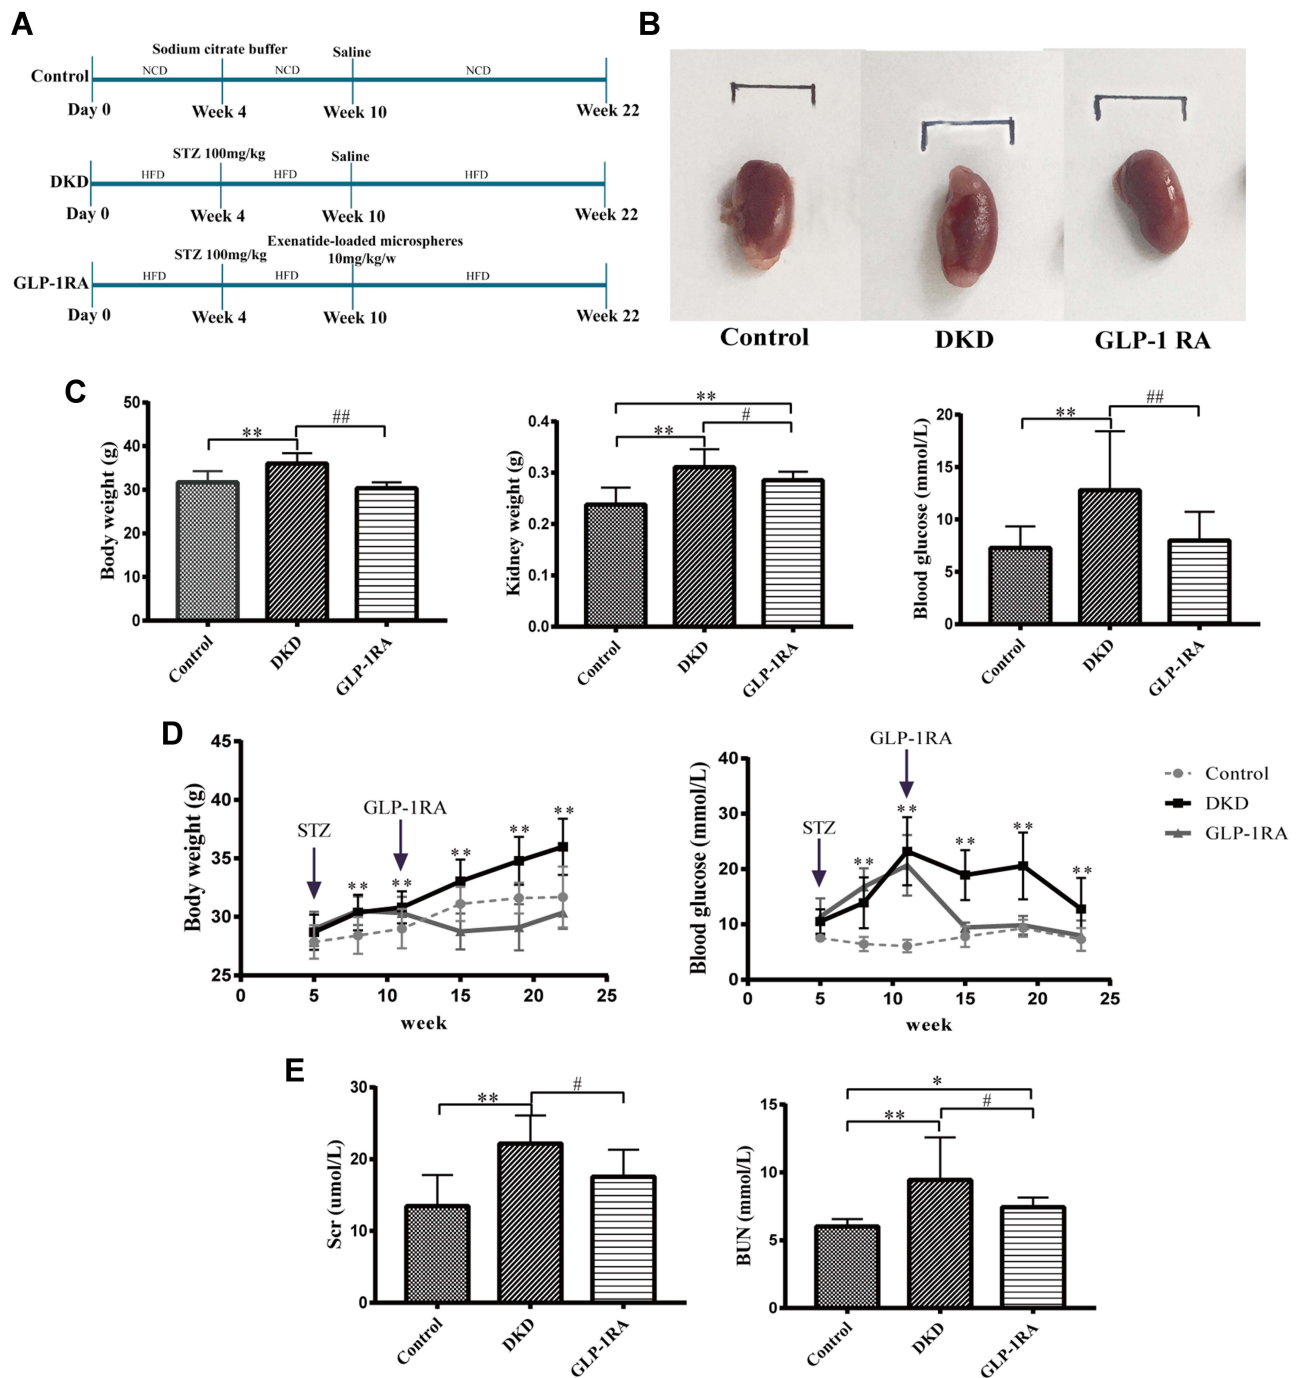 A
Sodium citrate buffer
Saline
Control
NCD
NCD
NCD
Day 0
Week 4
Week 10
Week 22
STZ 100mg/kg
Saline
DKD
HFD
HFD
HFD
Day 0
Week 4
Week 10
Week 22
Exenatide-loaded microspheres
STZ 100mg/kg
10mg/kg/w
GLP-1RA
HFD
HFD
HFD
Day 0
Week 4
Week 10
Week 22
B
Control
DKD
GLP-1 RA
C
Body weight (g)
50
40
30
20
10
0
**
##
Control
DKD
GLP-1RA
Kidney weight (g)
0.4
0.3
0.2
0.1
0.0
**
**
#
Control
DKD
GLP-1RA
Blood glucose (mmol/L)
20
15
10
5
0
**
##
Control
DKD
GLP-1RA
D
Body weight (g)
45
40
35
30
25
STZ
GLP-1RA
**
**
**
**
**
0
5
10
15
20
25
week
Blood glucose (mmol/L)
40
30
20
10
0
STZ
GLP-1RA
**
**
**
**
**
0
5
10
15
20
25
week
Control
DKD
GLP-1RA
E
Scr (umol/L)
30
20
10
0
**
#
Control
DKD
GLP-1RA
BUN (mmol/L)
15
10
5
0
*
**
#
Control
DKD
GLP-1RA